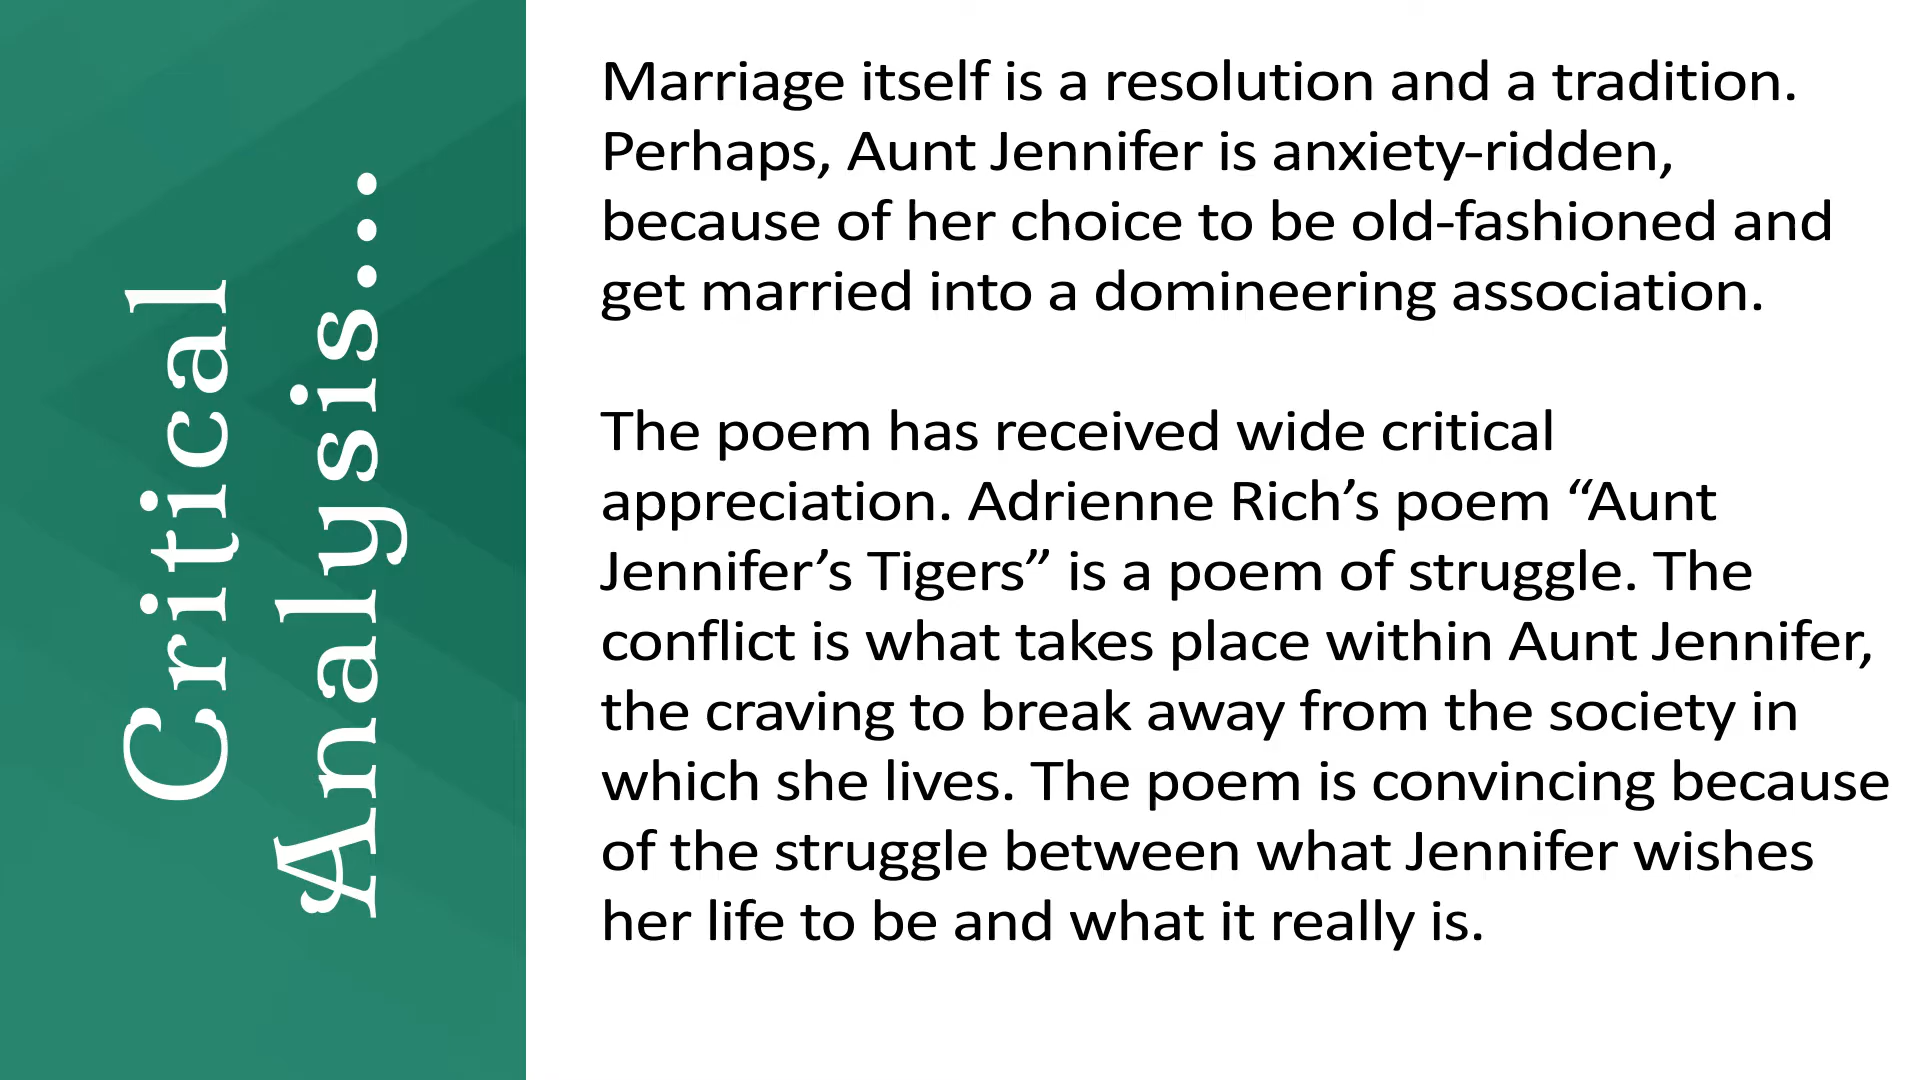 Critical
Analysis...
Marriage itself is a resolution and a tradition.
Perhaps, Aunt Jennifer is anxiety-ridden,
because of her choice to be old-fashioned and
get married into a domineering association.
The poem has received wide critical
appreciation. Adrienne Rich’s poem “Aunt
Jennifer’s Tigers” is a poem of struggle. The
conflict is what takes place within Aunt Jennifer,
the craving to break away from the society in
which she lives. The poem is convincing because
of the struggle between what Jennifer wishes
her life to be and what it really is.